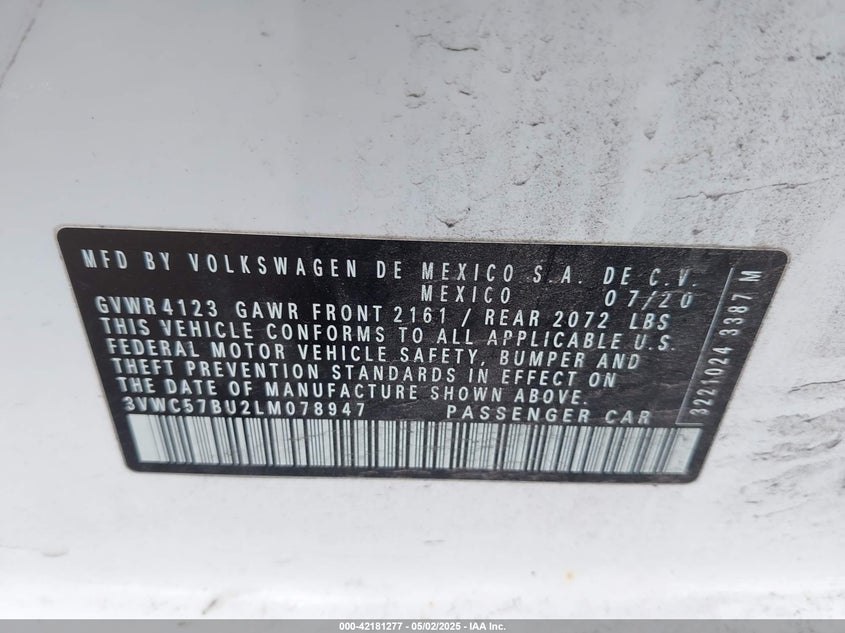 MFD BY VOLKSWAGEN DE MEXICO S.A. DE C.V.
MEXICO 07/20
GVWR 4123 GAWR FRONT 2161 / REAR 2072 LBS
THIS VEHICLE CONFORMS TO ALL APPLICABLE U.S.
FEDERAL MOTOR VEHICLE SAFETY, BUMPER AND
THEFT PREVENTION STANDARDS IN EFFECT ON
THE DATE OF MANUFACTURE SHOWN ABOVE.
3VWC57BU2LM078947 PASSENGER CAR
3221024 3387 M
000-42181277 - 05/02/2025 - IAA Inc.